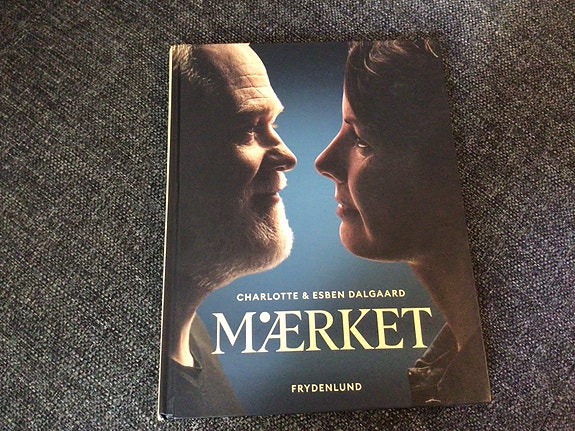 CHARLOTTE & ESBEN DALGAARD
MÆRKET
FRYDENLUND